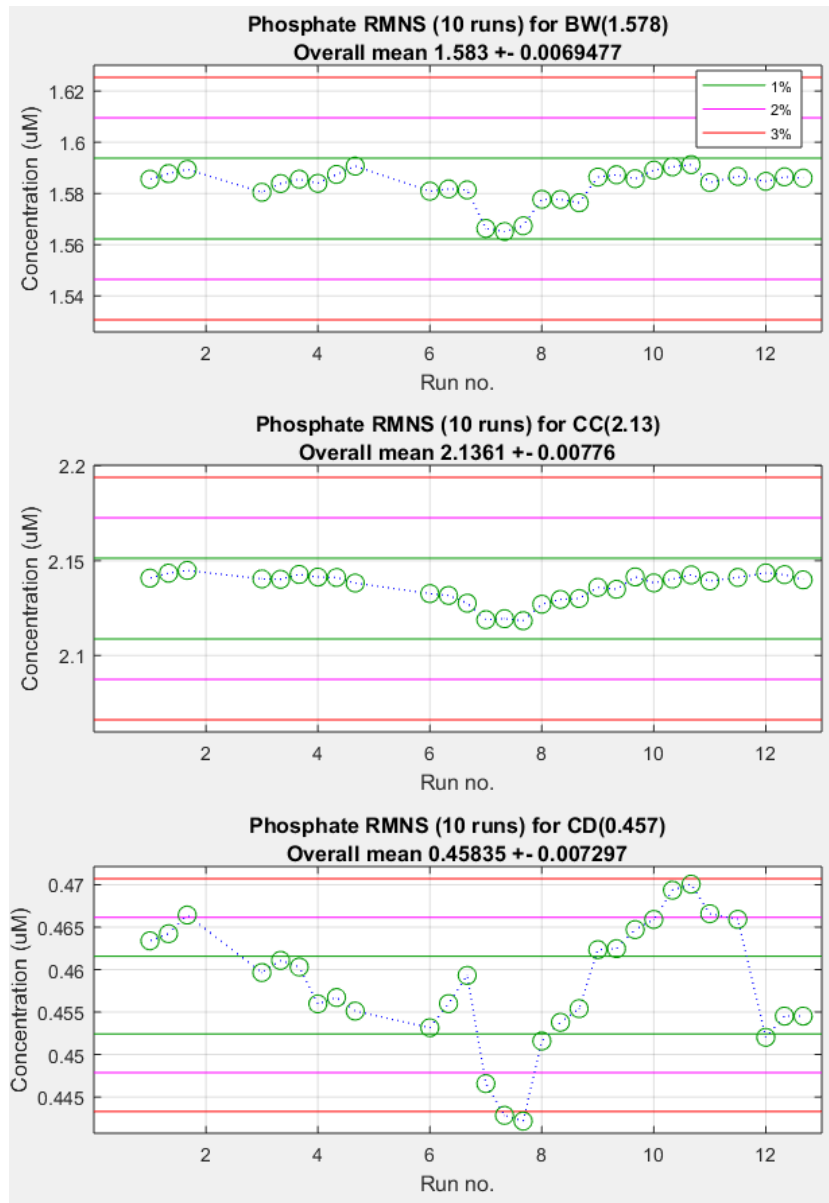 Phosphate RMNS (10 runs) for BW(1.578)
Overall mean 1.583 +- 0.0069477
1.62
1.6
1.58
1.56
1.54
Concentration (uM)
1%
2%
3%
2 4 6 8 10 12
Run no.
Phosphate RMNS (10 runs) for CC(2.13)
Overall mean 2.1361 +- 0.00776
2.2
2.15
2.1
Concentration (uM)
2 4 6 8 10 12
Run no.
Phosphate RMNS (10 runs) for CD(0.457)
Overall mean 0.45835 +- 0.007297
0.47
0.465
0.46
0.455
0.45
0.445
Concentration (uM)
2 4 6 8 10 12
Run no.